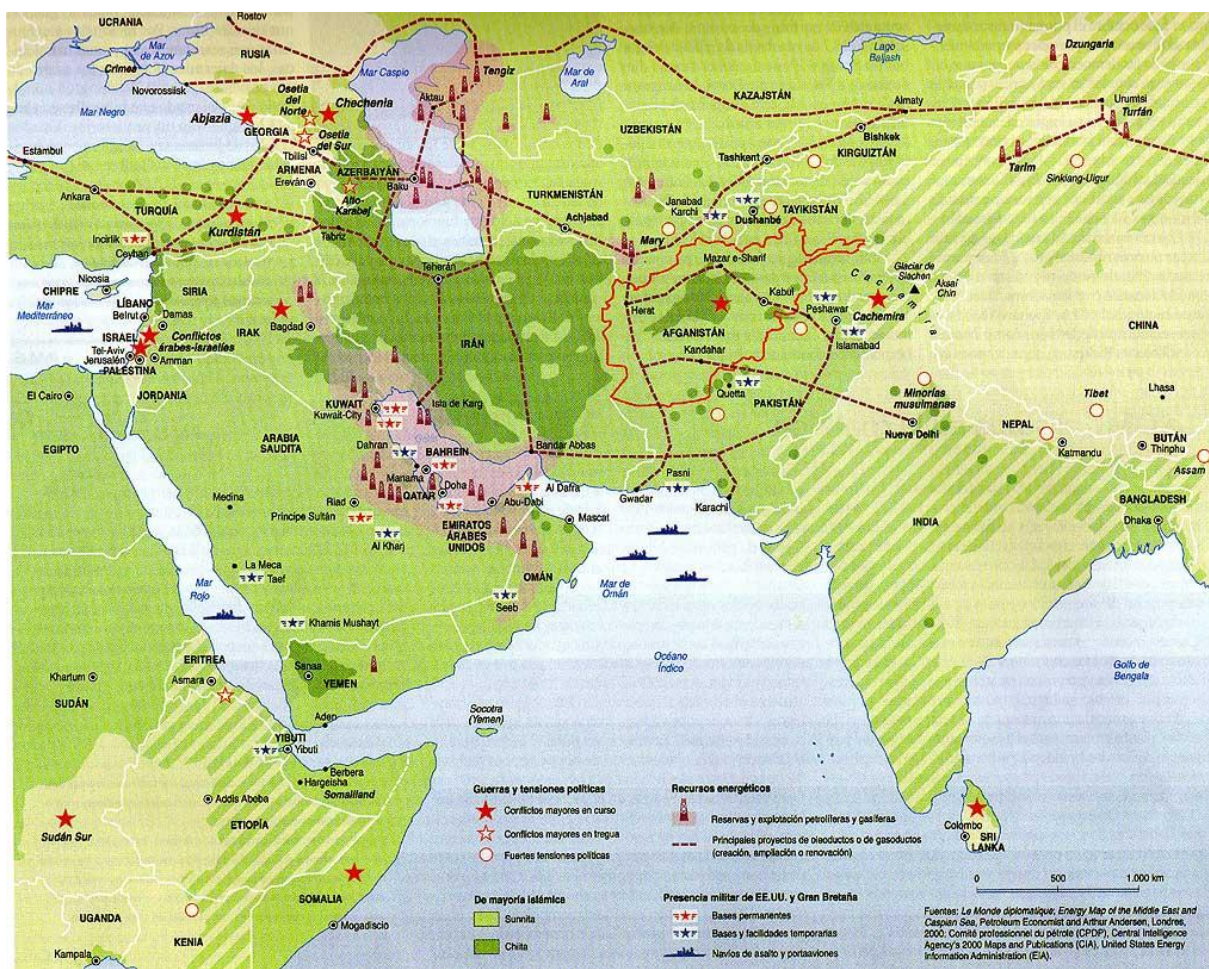 UCRANIA
Rostov
RUSIA
Mar
de Azov
Crimea
Novorossiisk
Mar Negro
Mar Caspio
Tengiz
Aktau
Mar de
Aral
Lago
Baljash
Dzungaria
KAZAJSTÁN
Osetia
del Norte
Chechenia
Abjazia
GEORGIA
Osetia
del Sur
Tbilisi
ARMENIA
Ereván
AZERBAIYÁN
Alto-
Karabej
Baku
UZBEKISTÁN
Almaty
Bishkek
KIRGUIZTÁN
Tashkent
Urumtsi
Turfán
Tarim
Sinkiang-Uigur
Estambul
Ankara
TURQUÍA
Kurdistán
Tabriz
Incirlik
Ceyhan
TURKMENISTÁN
Achjabad
Janabad
Karchi
Dushanbé
TAYIKISTÁN
Mary
Mazar e-Sharif
Teherán
Nicosia
CHIPRE
Mar
Mediterráneo
SIRIA
LÍBANO
Beirut
Damas
ISRAEL
Conflictos
árabes-israelíes
Tel-Aviv
Jerusalén
Amman
PALESTINA
JORDANIA
IRAK
Bagdad
IRÁN
Herat
Kabul
AFGANISTÁN
Kandahar
Peshawar
Islamabad
Cachemira
Cachemira
Glaciar de
Siachen
Aksai
Chin
CHINA
Quetta
PAKISTÁN
Minorías
musulmanas
Nueva Delhi
Tibet
Lhasa
NEPAL
Katmandu
BUTÁN
Thinphu
Assam
El Cairo
EGIPTO
KUWAIT
Kuwait-City
Isla de Karg
ARABIA
SAUDITA
Dahran
BAHREIN
Manama
QATAR
Doha
Bandar Abbas
Al Dafra
Abu-Dabi
Medina
Riad
Príncipe Sultán
Al Kharj
EMIRATOS
ÁRABES
UNIDOS
Mascat
Pasni
Gwadar
Karachi
INDIA
BANGLADESH
Dhaka
La Meca
Taef
Mar
Rojo
OMÁN
Seeb
Mar de
Omán
Khamis Mushayt
Sanaa
YEMEN
Aden
Océano
Índico
Golfo de
Bengala
Socotra
(Yemen)
ERITREA
Asmara
Khartum
SUDÁN
YIBUTI
Yibuti
Berbera
Hargeisha
Somaliland
Addis Abeba
ETIOPÍA
Sudán Sur
SOMALIA
Mogadiscio
UGANDA
KENIA
Kampala
Colombo
SRI
LANKA
Guerras y tensiones políticas
Conflictos mayores en curso
Conflictos mayores en tregua
Fuertes tensiones políticas
De mayoría islámica
Sunnita
Chiita
Recursos energéticos
Reservas y explotación petrolíferas y gasíferas
Principales proyectos de oleoductos o de gasoductos
(creación, ampliación o renovación)
Presencia militar de EE.UU. y Gran Bretaña
Bases permanentes
Bases y facilidades temporarias
Navíos de asalto y portaaviones
0 500 1.000 km
Fuentes: Le Monde diplomatique; Energy Map of the Middle East and
Caspian Sea, Petroleum Economist and Arthur Andersen, Londres,
2000; Comité professionnel du pétrole (CPDP), Central Intelligence
Agency's 2000 Maps and Publications (CIA), United States Energy
Information Administration (EIA).